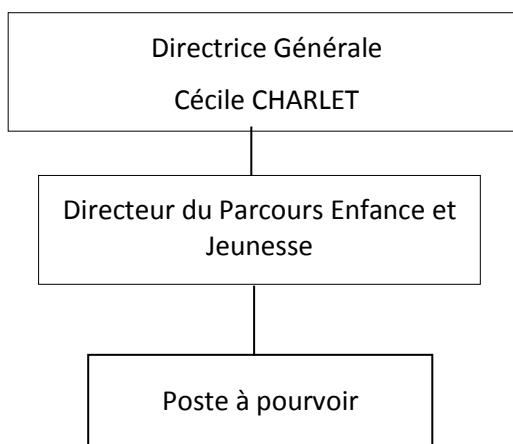 Directrice Générale
Cécile CHARLET
Directeur du Parcours Enfance et
Jeunesse
Poste à pourvoir